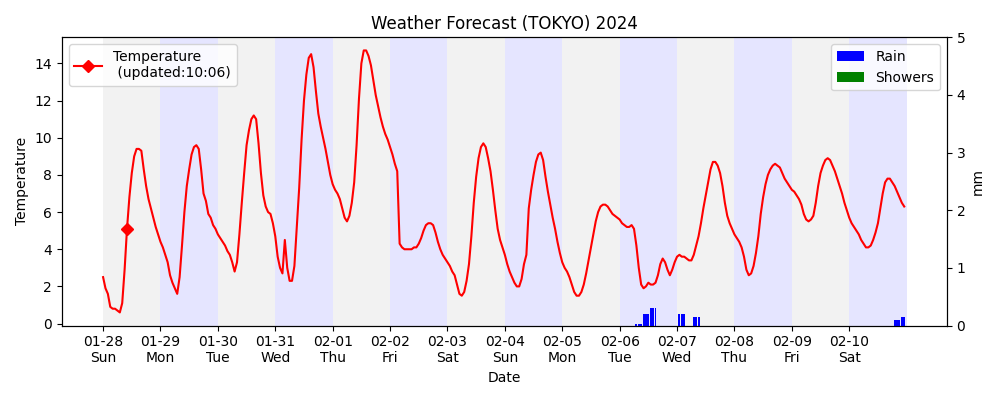 Weather Forecast (TOKYO) 2024
Temperature
(updated:10:06)
Rain
Showers
Temperature
14
12
10
8
6
4
2
0
5
4
3
2
1
0
mm
01-28 01-29 01-30 01-31 02-01 02-02 02-03 02-04 02-05 02-06 02-07 02-08 02-09 02-10
Sun Mon Tue Wed Thu Fri Sat Sun Mon Tue Wed Thu Fri Sat
Date